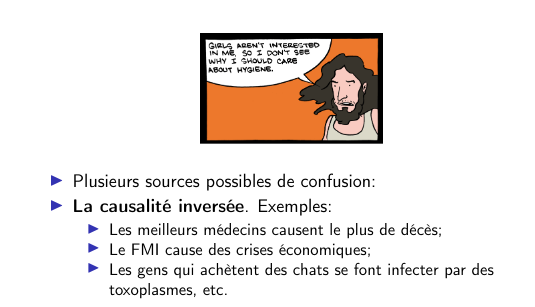 GIRLS AREN'T INTERESTED
IN ME, SO I DON'T SEE
WHY I SHOULD CARE
ABOUT HYGIENE.
Plusieurs sources possibles de confusion:
La causalité inversée. Exemples:
Les meilleurs médecins causent le plus de décès;
Le FMI cause des crises économiques;
Les gens qui achètent des chats se font infecter par des
toxoplasmes, etc.